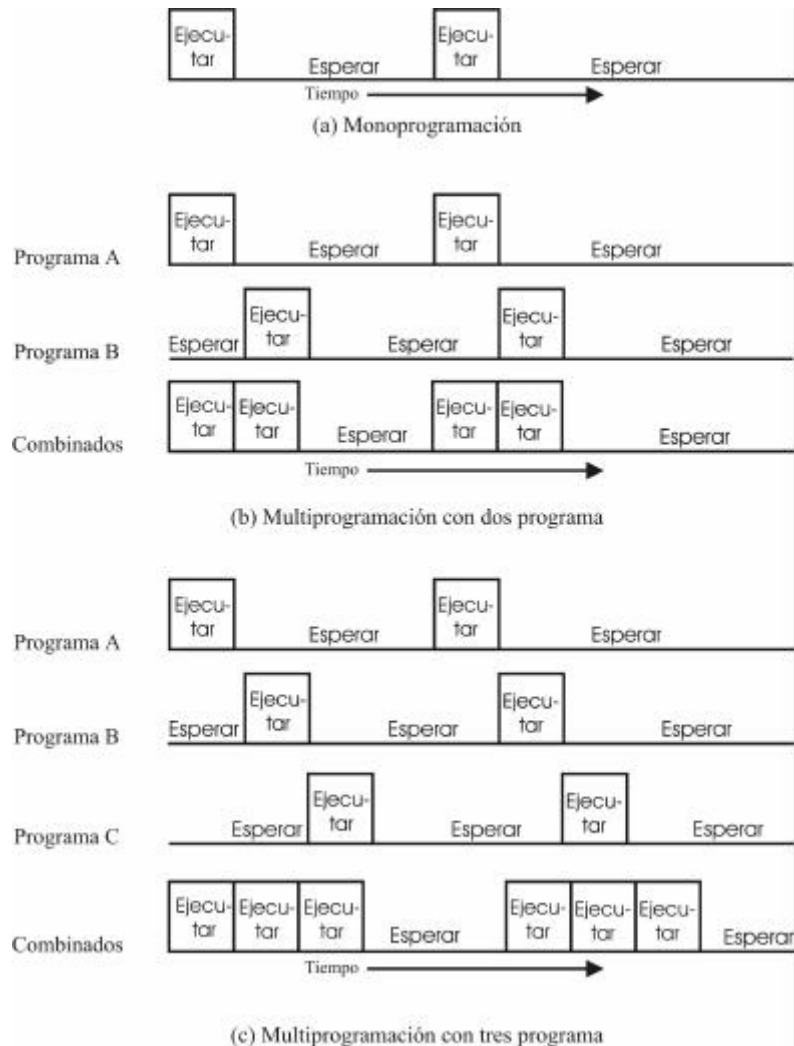 Ejecu- Ejecu-
tar tar
Esperar Esperar
Tiempo
(a) Monoprogramación
Ejecu- Ejecu-
tar tar
Programa A Esperar Esperar
Ejecu- Ejecu-
tar tar
Programa B Esperar Esperar Esperar
Ejecu- Ejecu- Ejecu- Ejecu-
tar tar tar tar
Combinados Esperar Esperar
Tiempo
(b) Multiprogramación con dos programa
Ejecu- Ejecu-
tar tar
Programa A Esperar Esperar
Ejecu- Ejecu-
tar tar
Programa B Esperar Esperar Esperar
Ejecu- Ejecu-
tar tar
Programa C Esperar Esperar Esperar
Ejecu- Ejecu- Ejecu- Ejecu- Ejecu- Ejecu-
tar tar tar tar tar tar
Combinados Esperar Esperar
Tiempo
(c) Multiprogramación con tres programa